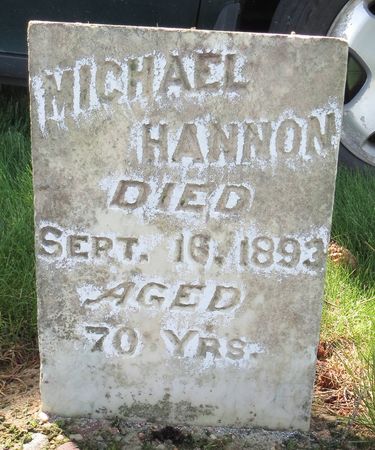 MICHAEL
HANNON
DIED
SEPT. 16, 1893
AGED
70 YRS.